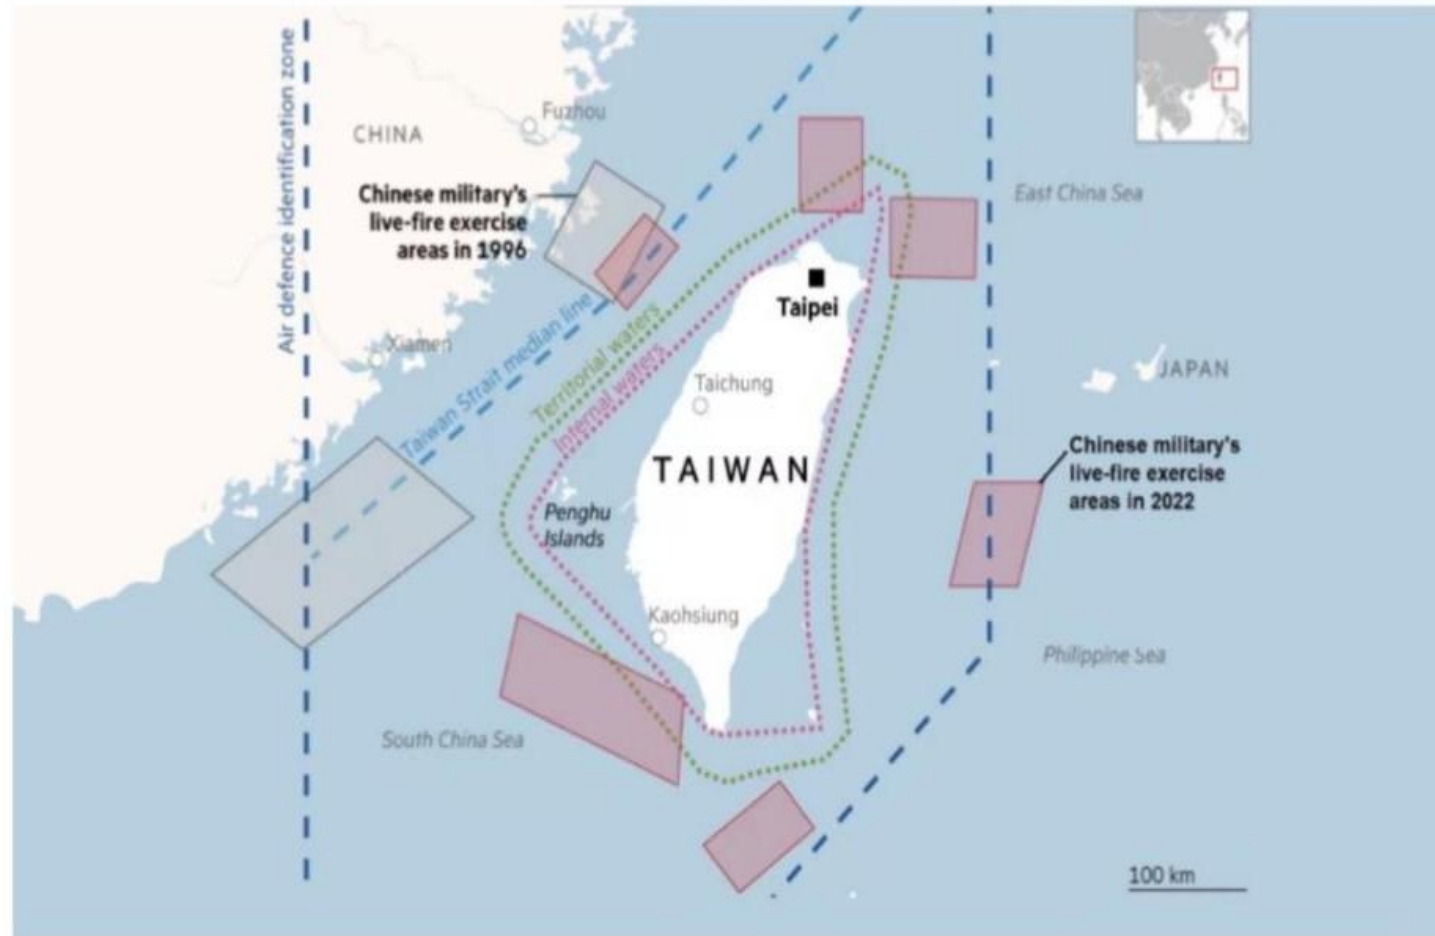 Air defence identification zone
CHINA
Fuzhou
Chinese military's
live-fire exercise
areas in 1996
East China Sea
Taipei
Xiamen
Taiwan Strait median line
Territorial waters
Internal waters
Taichung
JAPAN
TAIWAN
Chinese military's
live-fire exercise
areas in 2022
Penghu
Islands
Kaohsiung
Philippine Sea
South China Sea
100 km